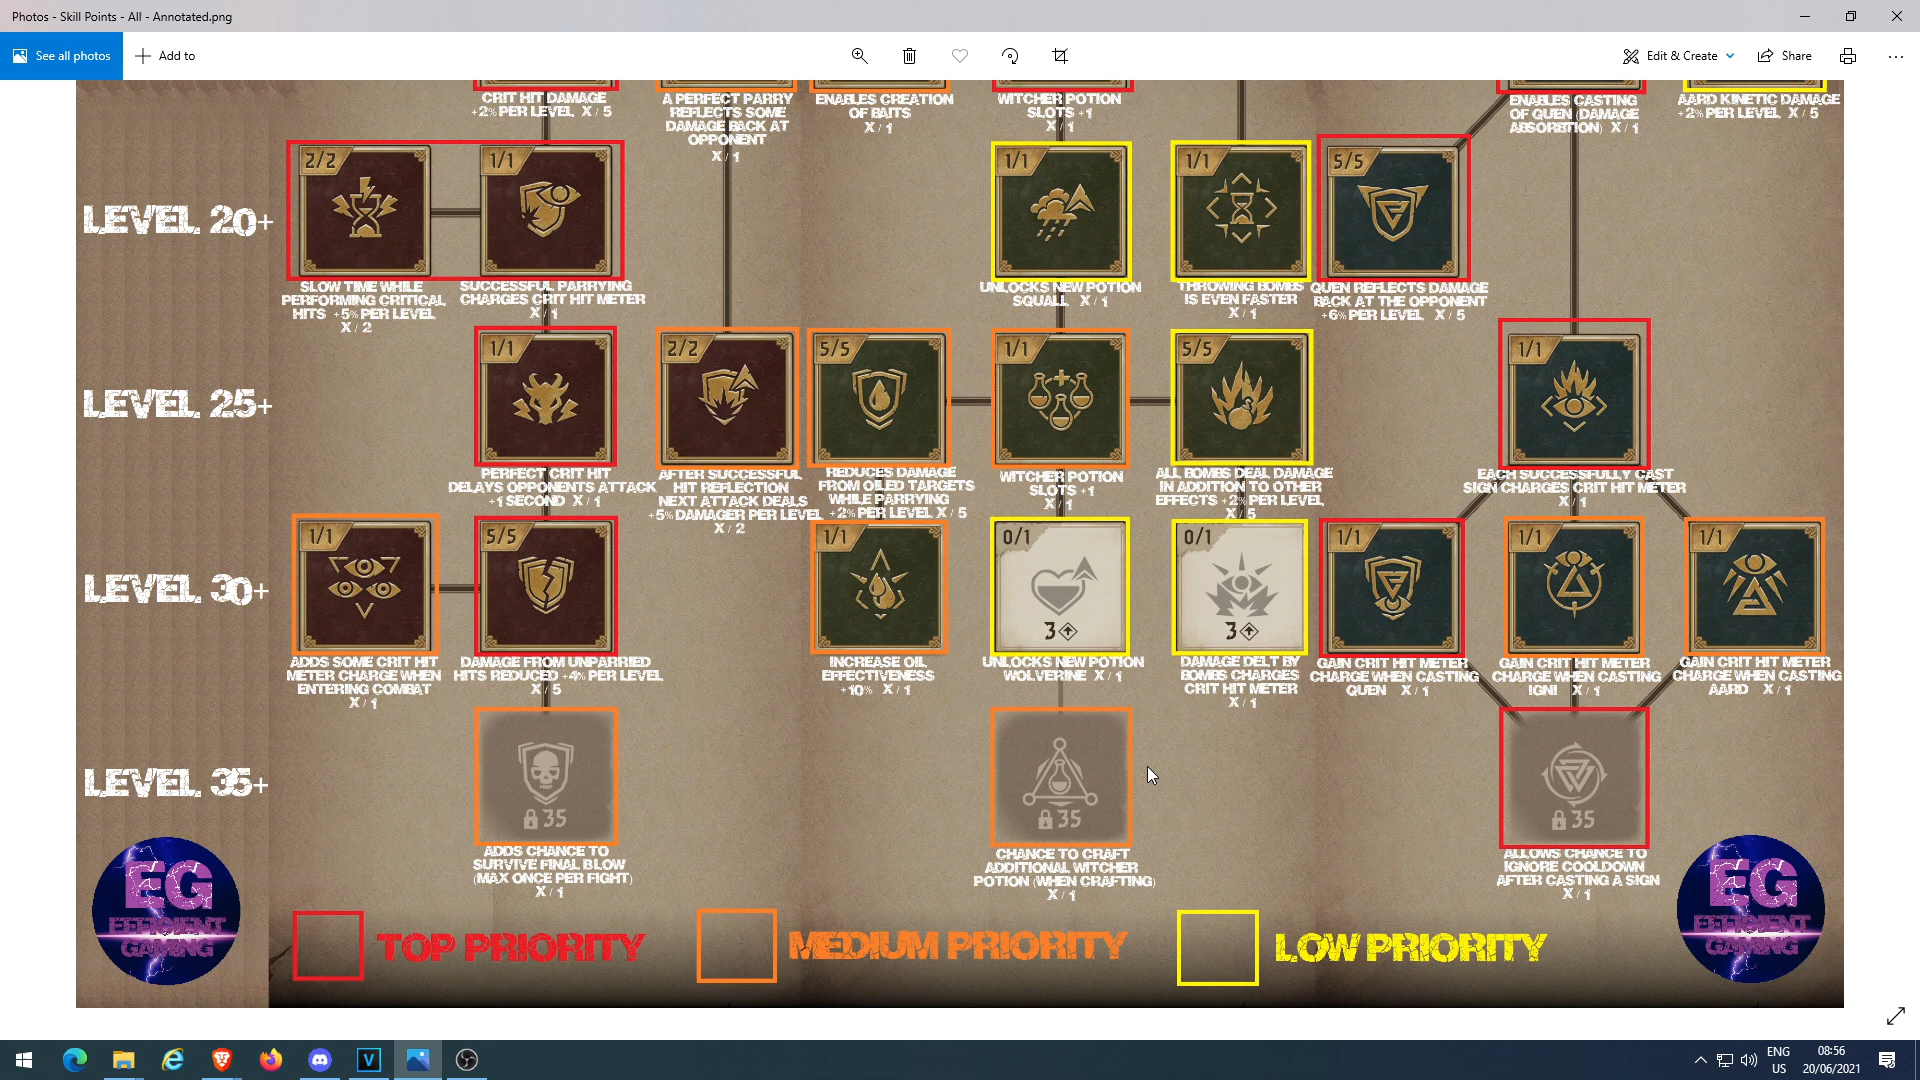 Photos - Skill Points - All - Annotated.png
See all photos
Add to
Edit & Create
Share
CRIT HIT DAMAGE
+2% PER LEVEL X / 5
A PERFECT PARRY
REFLECTS SOME
DAMAGE BACK AT
OPPONENT
X / 1
ENABLES CREATION
OF BAITS
X / 1
WITCHER POTION
SLOTS +1
X / 1
ENABLES CASTING
OF QUEN (DAMAGE
ABSORBTION) X / 1
AARD KINETIC DAMAGE
+2% PER LEVEL X / 5
LEVEL 20+
2/2
SLOW TIME WHILE
PERFORMING CRITICAL
HITS +5% PER LEVEL
X / 2
1/1
SUCCESSFUL PARRYING
CHARGES CRIT HIT METER
X / 1
1/1
UNLOCKS NEW POTION
SQUALL X / 1
1/1
THROWING BOMBS
IS EVEN FASTER
X / 1
5/5
QUEN REFLECTS DAMAGE
BACK AT THE OPPONENT
+6% PER LEVEL X / 5
LEVEL 25+
1/1
PERFECT CRIT HIT
DELAYS OPPONENTS ATTACK
+1 SECOND X / 1
2/2
AFTER SUCCESSFUL
HIT REFLECTION
NEXT ATTACK DEALS
+5% DAMAGER PER LEVEL
X / 2
5/5
REDUCES DAMAGE
FROM OILED TARGETS
WHILE PARRYING
+2% PER LEVEL X / 5
1/1
WITCHER POTION
SLOTS +1
X / 1
5/5
ALL BOMBS DEAL DAMAGE
IN ADDITION TO OTHER
EFFECTS +2% PER LEVEL
X / 5
1/1
EACH SUCCESSFULLY CAST
SIGN CHARGES CRIT HIT METER
X / 1
LEVEL 30+
1/1
ADDS SOME CRIT HIT
METER CHARGE WHEN
ENTERING COMBAT
X / 1
5/5
DAMAGE FROM UNPARRIED
HITS REDUCED +4% PER LEVEL
X / 5
1/1
INCREASE OIL
EFFECTIVENESS
+10% X / 1
0/1
3
UNLOCKS NEW POTION
WOLVERINE X / 1
0/1
3
DAMAGE DELT BY
BOMBS CHARGES
CRIT HIT METER
X / 1
1/1
GAIN CRIT HIT METER
CHARGE WHEN CASTING
QUEN X / 1
1/1
GAIN CRIT HIT METER
CHARGE WHEN CASTING
IGNI X / 1
1/1
GAIN CRIT HIT METER
CHARGE WHEN CASTING
AARD X / 1
LEVEL 35+
35
ADDS CHANCE TO
SURVIVE FINAL BLOW
(MAX ONCE PER FIGHT)
X / 1
35
CHANCE TO CRAFT
ADDITIONAL WITCHER
POTION (WHEN CRAFTING)
X / 1
35
ALLOWS CHANCE TO
IGNORE COOLDOWN
AFTER CASTING A SIGN
X / 1
EG
EFFICIENT
GAMING
TOP PRIORITY
MEDIUM PRIORITY
LOW PRIORITY
EG
EFFICIENT
GAMING
ENG
US
08:56
20/06/2021